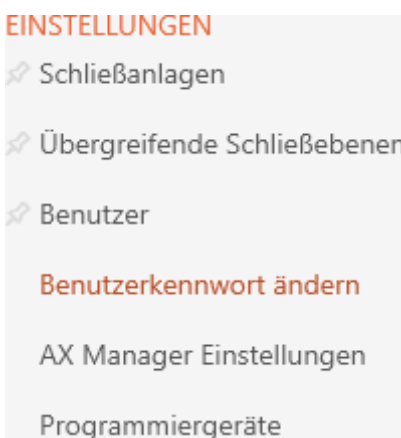 EINSTELLUNGEN
Schließanlagen
Übergreifende Schließebenen
Benutzer
Benutzerkennwort ändern
AX Manager Einstellungen
Programmiergeräte